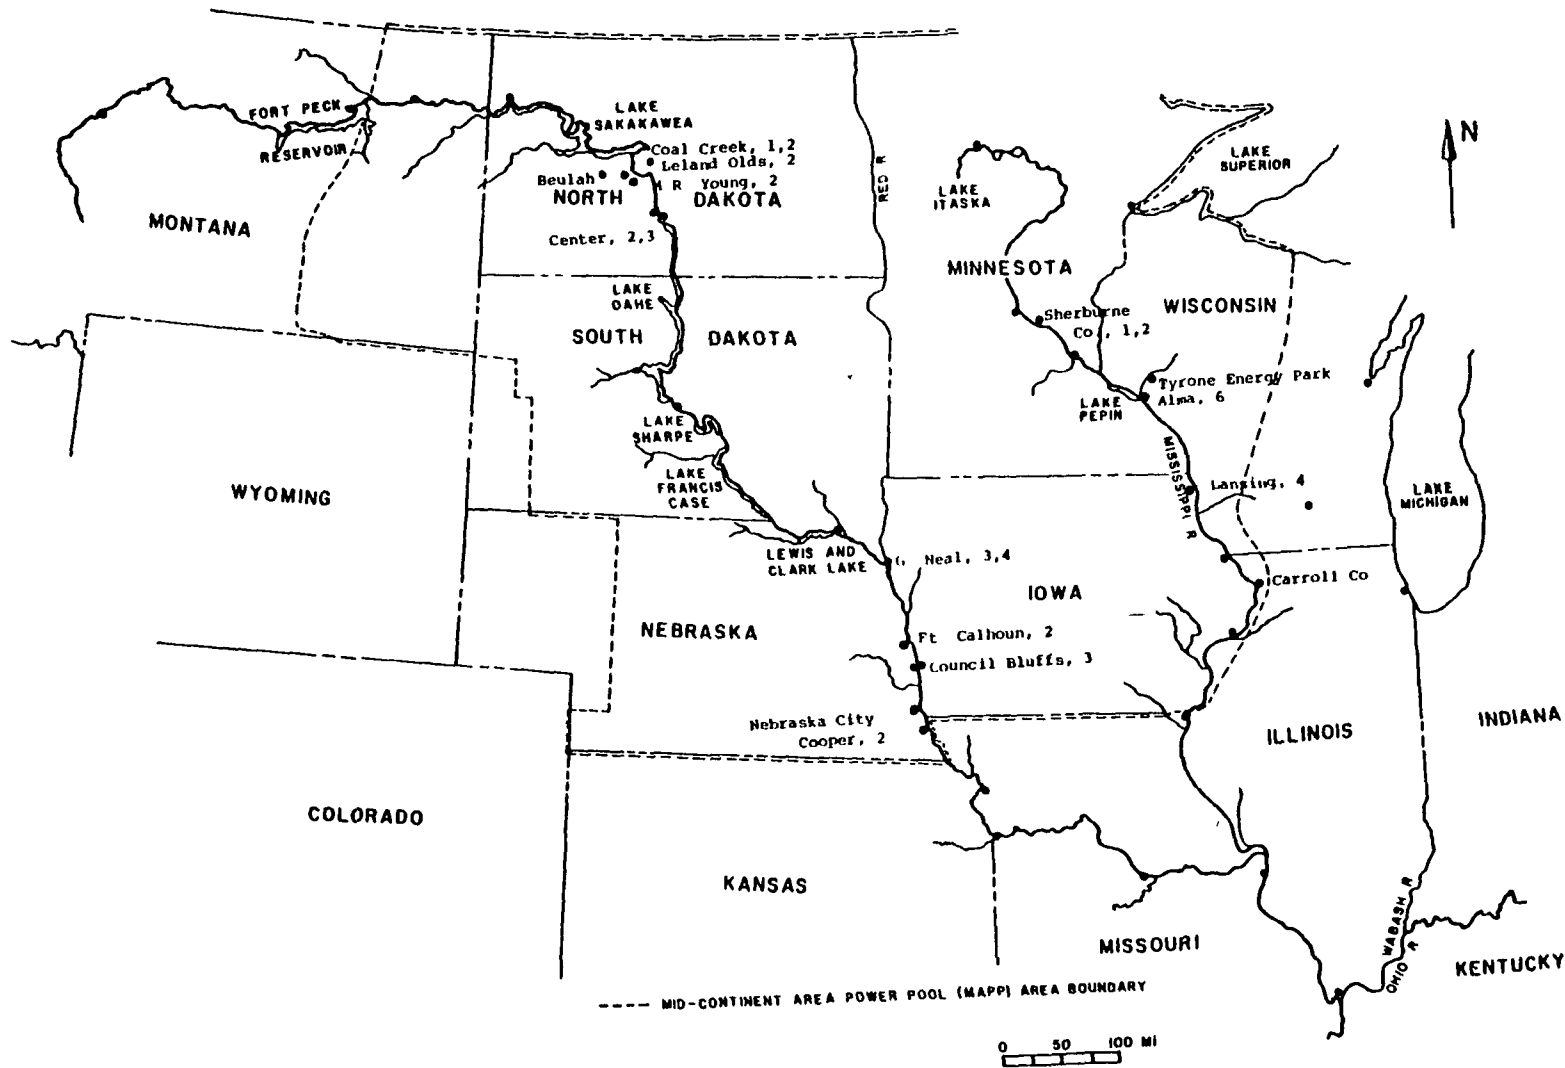 FORT PECK
RESERVOIR
LAKE
SAKAKAWEA
Coal Creek, 1,2
Leland Olds, 2
Beulah
R Young, 2
NORTH DAKOTA
Center, 2,3
MONTANA
RED R
LAKE
ITASKA
LAKE
SUPERIOR
N
MINNESOTA
WISCONSIN
Sherburne
Co., 1,2
LAKE
OAHE
SOUTH DAKOTA
Tyrone Energy Park
Alma, 6
LAKE
PEPIN
LAKE
SHARPE
LAKE
FRANCIS
CASE
MISSISSIPPI R
Lansing, 4
LAKE
MICHIGAN
WYOMING
LEWIS AND
CLARK LAKE
Neal, 3,4
IOWA
Carroll Co
NEBRASKA
Ft Calhoun, 2
Council Bluffs, 3
Nebraska City
Cooper, 2
ILLINOIS
INDIANA
COLORADO
KANSAS
MISSOURI
WABASH R
OHIO R
KENTUCKY
MID-CONTINENT AREA POWER POOL (MAPP) AREA BOUNDARY
0 50 100 MI